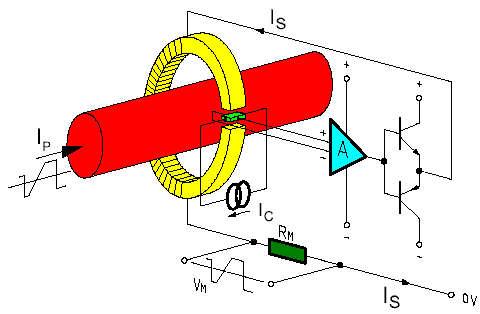 IS
+
+
IP
+
-
A
IC
RM
-
-
VM
IS
0V